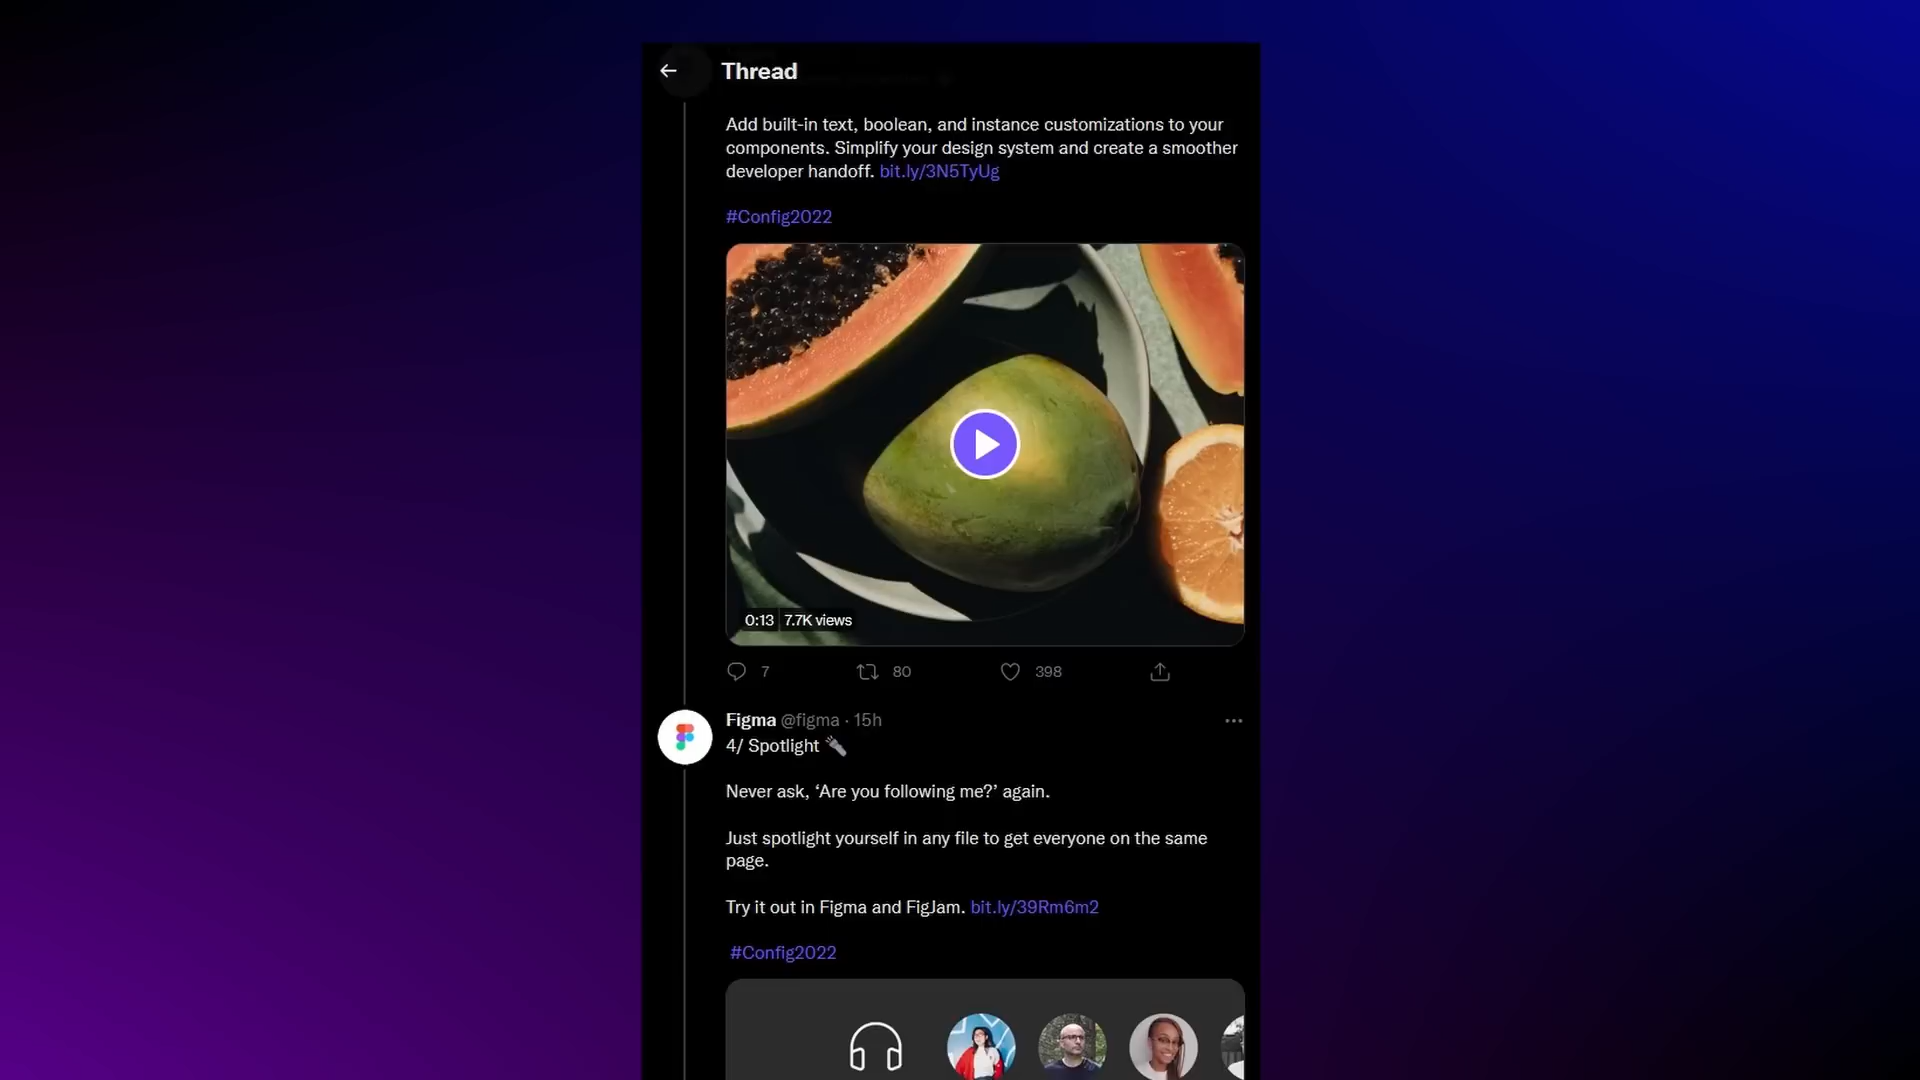 Thread
Add built-in text, boolean, and instance customizations to your
components. Simplify your design system and create a smoother
developer handoff. bit.ly/3N5TyUg
#Config2022
0:13 7.7K views
7 80 398
Figma @figma · 15h
4/ Spotlight 🔦
Never ask, ‘Are you following me?’ again.
Just spotlight yourself in any file to get everyone on the same
page.
Try it out in Figma and FigJam. bit.ly/39Rm6m2
#Config2022